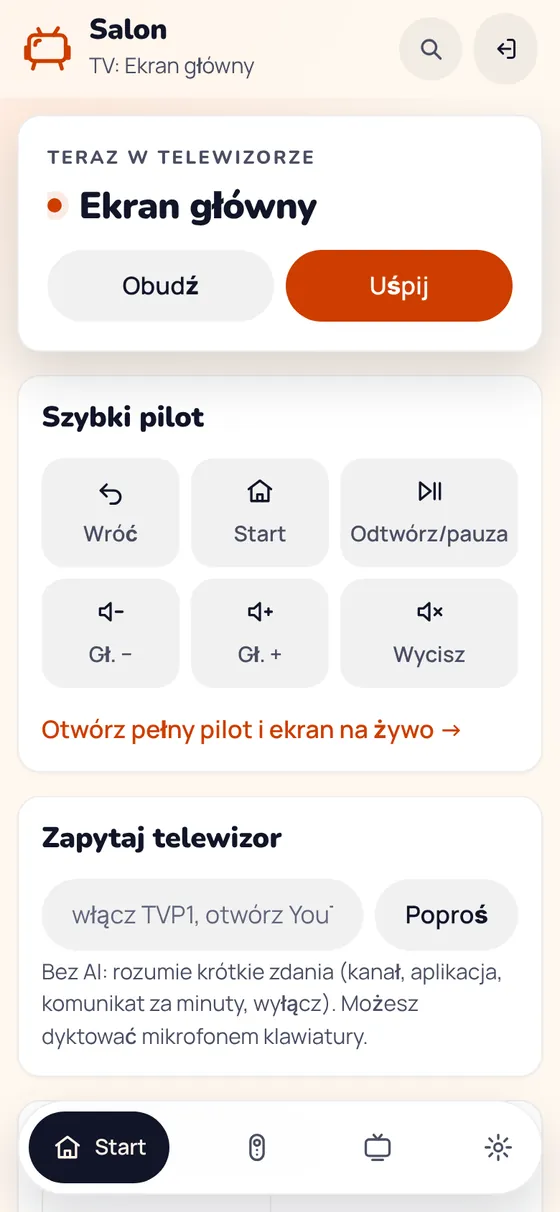 Salon
TV: Ekran główny
TERAZ W TELEWIZORZE
Ekran główny
Obudź
Uśpij
Szybki pilot
Wróć
Start
Odtwórz/pauza
Gł. −
Gł. +
Wycisz
Otwórz pełny pilot i ekran na żywo →
Zapytaj telewizor
włącz TVP1, otwórz You
Poproś
Bez AI: rozumie krótkie zdania (kanał, aplikacja,
komunikat za minuty, wyłącz). Możesz
dyktować mikrofonem klawiatury.
Start